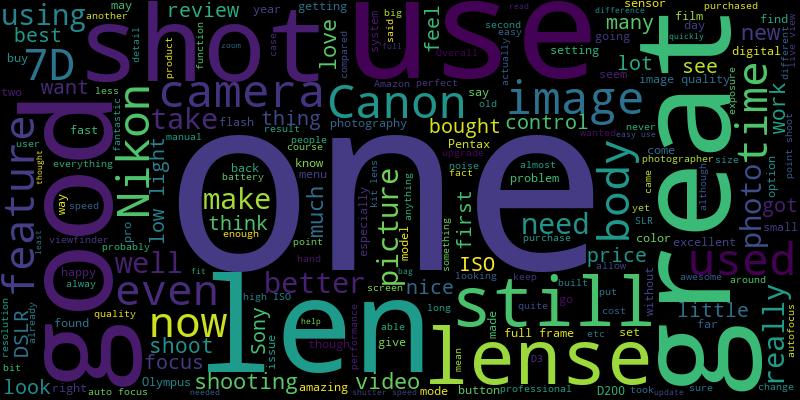 one
great
good
use
shot
len
lense
still
used
camera
Canon
image
Nikon
7D
feature
body
photo
time
even
now
well
better
need
make
think
take
thing
picture
control
bought
many
lot
see
new
work
really
got
price
first
ISO
nice
little
video
shooting
shoot
focus
look
DSLR
Sony
much
low light
want
best
using
review
love
feel
another
buy
may
digital
film
day
sensor
purchased
difference
read
second
easy
actually
going
setting
find
quickly
live view
different
seem
image quality
exposure
point shoot
option
work
size
photographer
although
came
yet
SLR
color
excellent
small
awesome
around
autofocus
change
sure
far
took
update
D200
professional
button
mode
mean
made
full frame
etc
set
D3
cost
put
allow
built
go
quite
keep
looking
without
something
purchase
problem
almost
fact
noise
upgrade
Pentax
wanted
easy use
never
come
say
old
photography
people
result
course
know
menu
flash
manual
back
battery
enough
point
hand
especially
kit lens
model
anything
bag
screen
able
give
long
though
performance
shutter speed
amazing
help
issue
high ISO
fit
needed
auto focus
Olympus
right
already
bit
resolution
found
quality
alway
happy
probably
viewfinder
least
way
speed
pro
thought
user
everything
fast
fantastic
less
two
detail
product
function
year
zoom
case
compared
system
said
big
full
Amazon
perfect
Overall